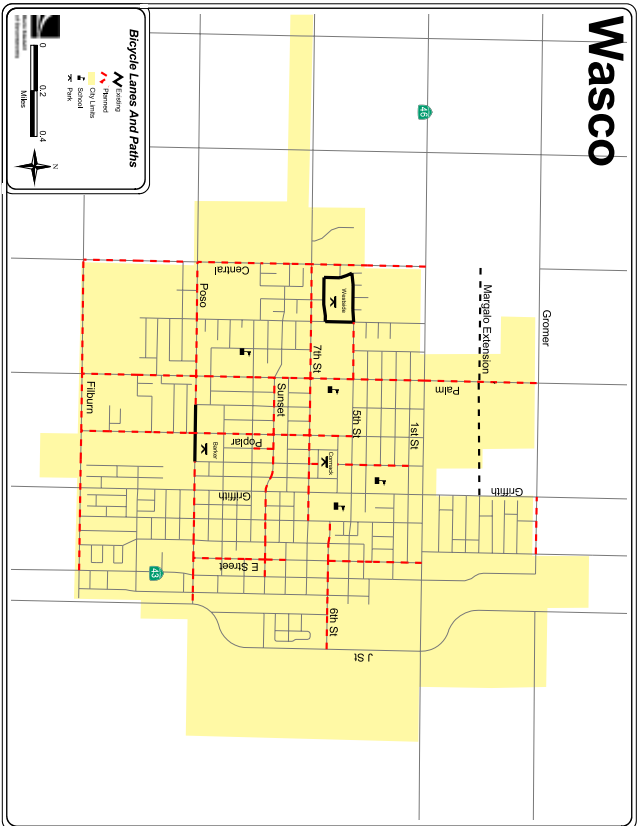 Wasco
Bicycle Lanes And Paths
Existing
Planned
City Limits
School
Park
0 0.2 0.4
Miles
N
46
Gromer
Margalo Extension
Palm
Griffith
1st St
5th St
7th St
Central
Westside
Poso
Sunset
Filburn
Poplar
Barker
Griffith
E Street
43
6th St
J St